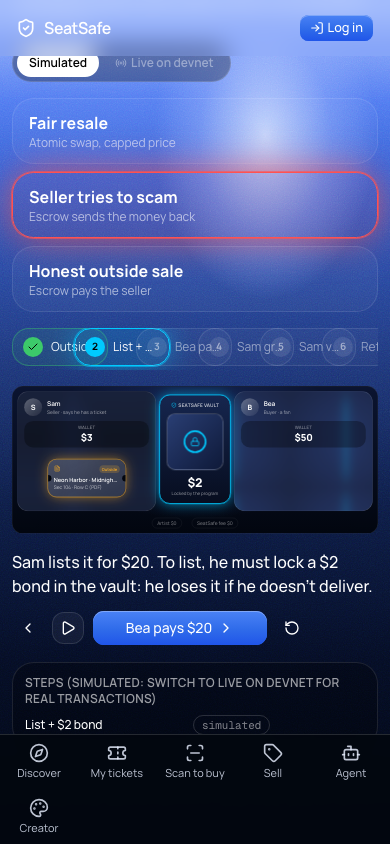 SeatSafe
Log in
Simulated
Live on devnet
Fair resale
Atomic swap, capped price
Seller tries to scam
Escrow sends the money back
Honest outside sale
Escrow pays the seller
Outsid
2 List + ...
3 Bea pa...
4 Sam gr...
5 Sam v...
6 Ref
S Sam
Seller · says he has a ticket
WALLET
$3
Outside
Neon Harbor · Midnigh...
Sec 104 · Row C (PDF)
SEATSAFE VAULT
$2
Locked by the program
B Bea
Buyer · a fan
WALLET
$50
Artist $0
SeatSafe fee $0
Sam lists it for $20. To list, he must lock a $2
bond in the vault: he loses it if he doesn't deliver.
Bea pays $20
STEPS (SIMULATED: SWITCH TO LIVE ON DEVNET FOR
REAL TRANSACTIONS)
List + $2 bond
simulated
Discover
My tickets
Scan to buy
Sell
Agent
Creator